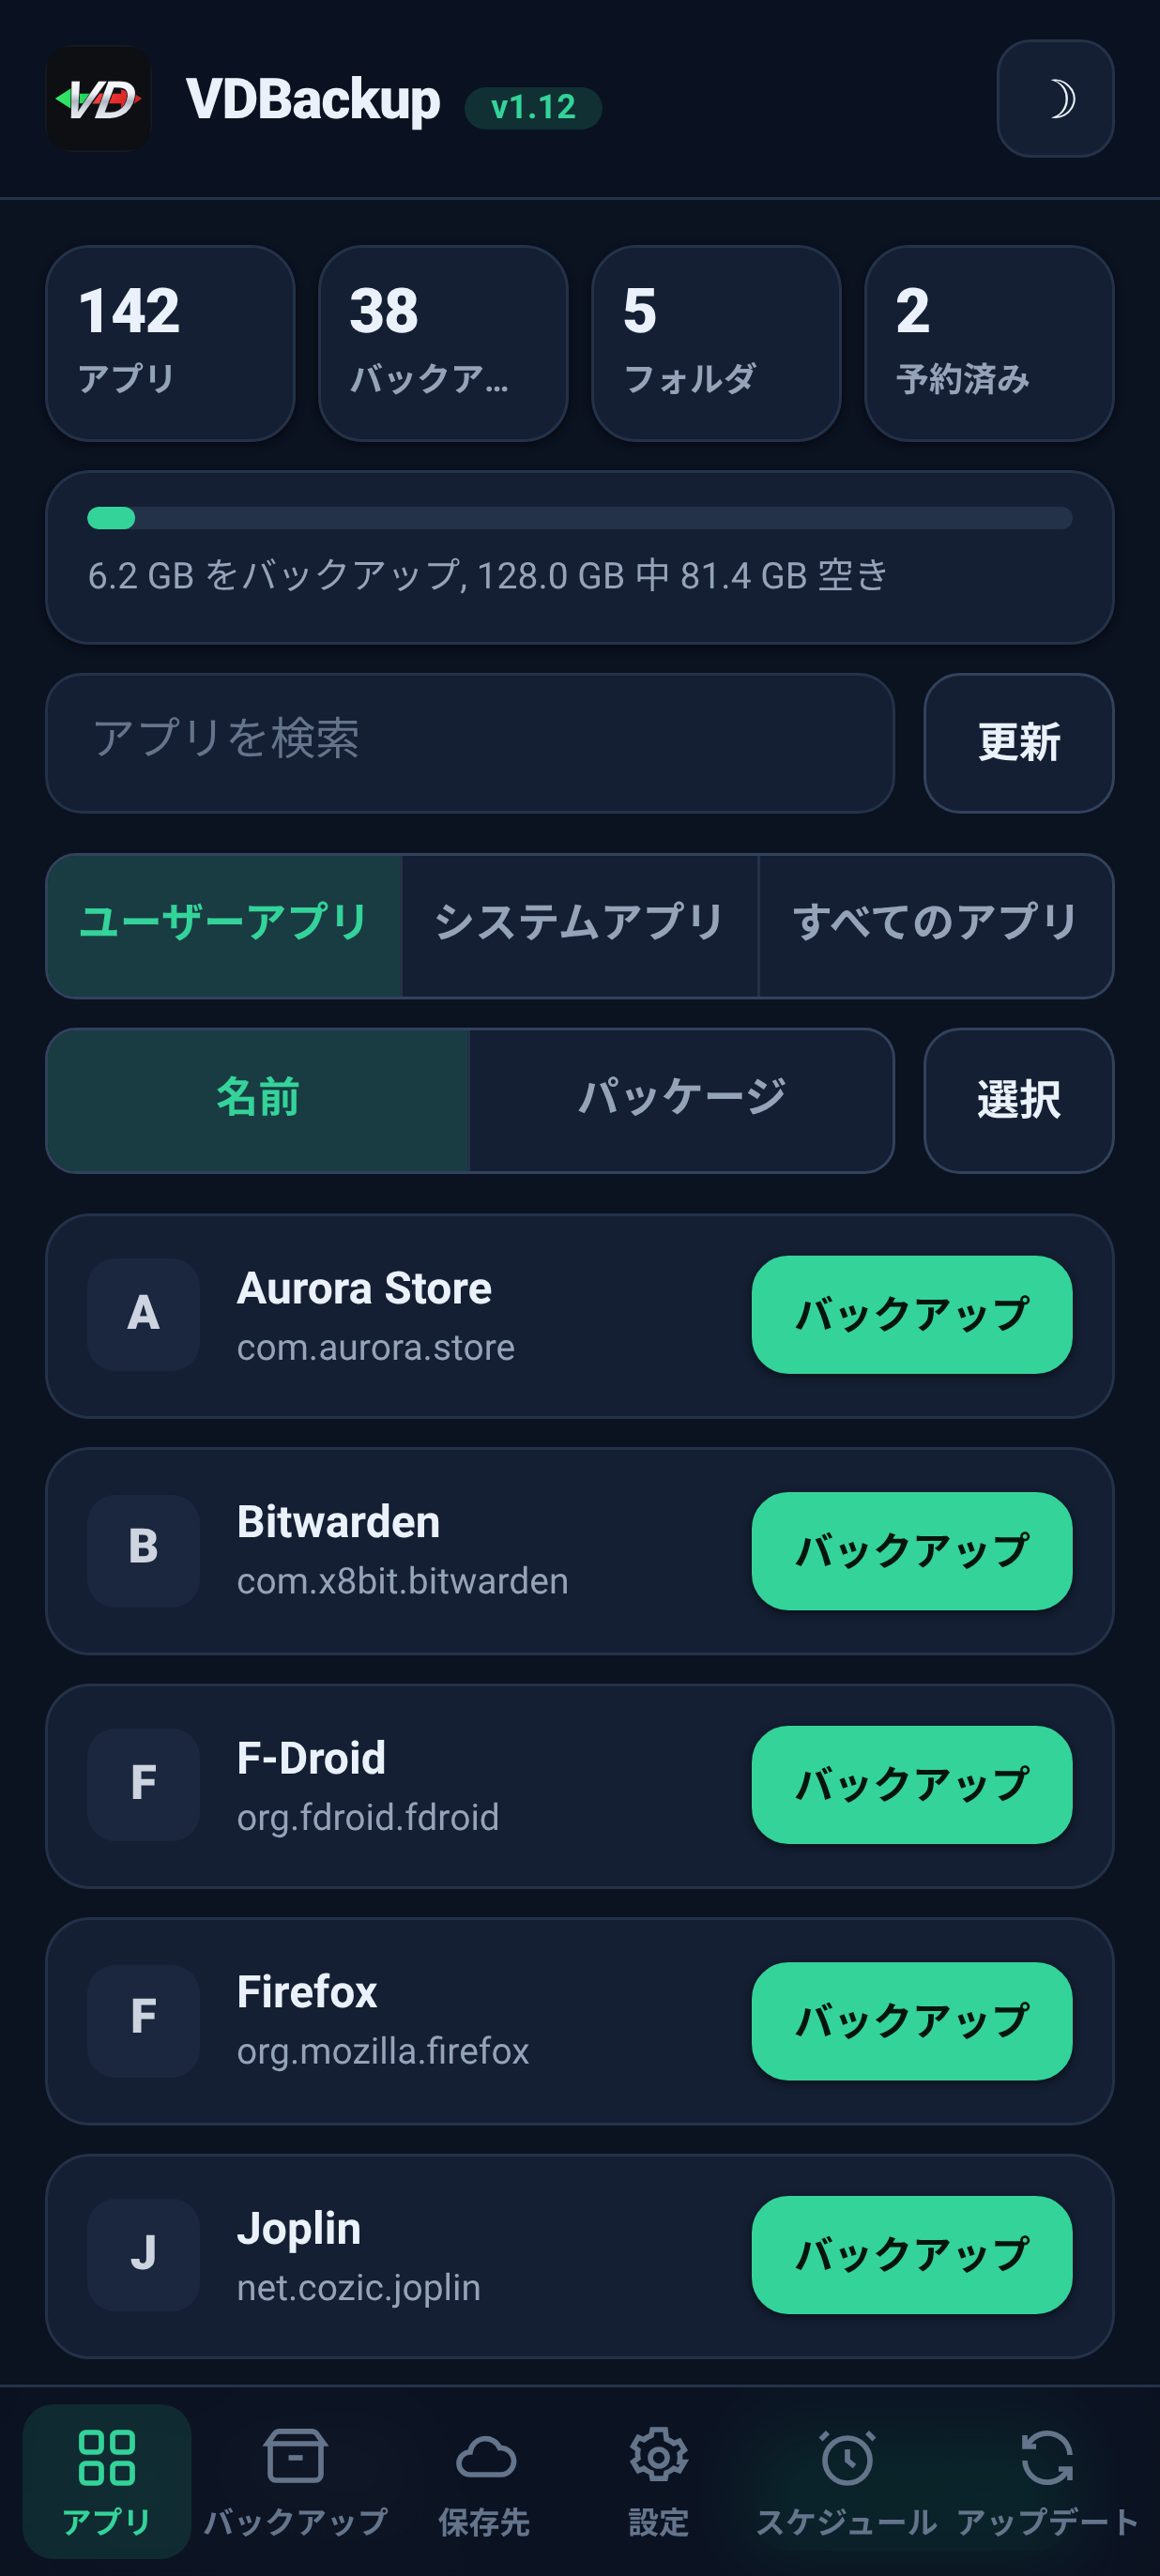 VD
VDBackup v1.12
142
アプリ
38
バックア...
5
フォルダ
2
予約済み
6.2 GB をバックアップ, 128.0 GB 中 81.4 GB 空き
アプリを検索
更新
ユーザーアプリ
システムアプリ
すべてのアプリ
名前
パッケージ
選択
A
Aurora Store
com.aurora.store
バックアップ
B
Bitwarden
com.x8bit.bitwarden
バックアップ
F
F-Droid
org.fdroid.fdroid
バックアップ
F
Firefox
org.mozilla.firefox
バックアップ
J
Joplin
net.cozic.joplin
バックアップ
アプリ
バックアップ
保存先
設定
スケジュール
アップデート